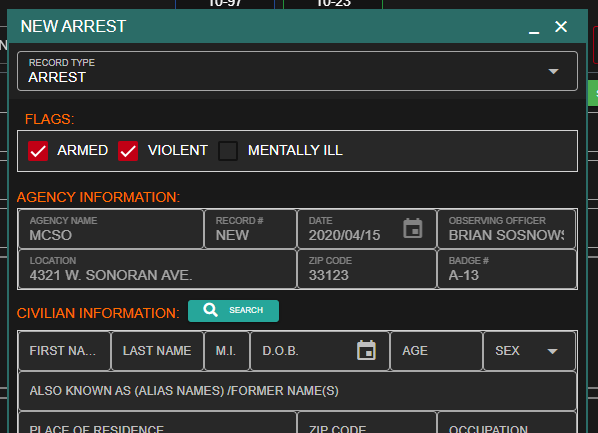 10-97 10-23
NEW ARREST
RECORD TYPE
ARREST
FLAGS:
ARMED VIOLENT MENTALLY ILL
AGENCY INFORMATION:
AGENCY NAME RECORD # DATE OBSERVING OFFICER
MCSO NEW 2020/04/15 BRIAN SOSNOWS
LOCATION ZIP CODE BADGE #
4321 W. SONORAN AVE. 33123 A-13
CIVILIAN INFORMATION: SEARCH
FIRST NA... LAST NAME M.I. D.O.B. AGE SEX
ALSO KNOWN AS (ALIAS NAMES) /FORMER NAME(S)
PLACE OF RESIDENCE ZIP CODE OCCUPATION